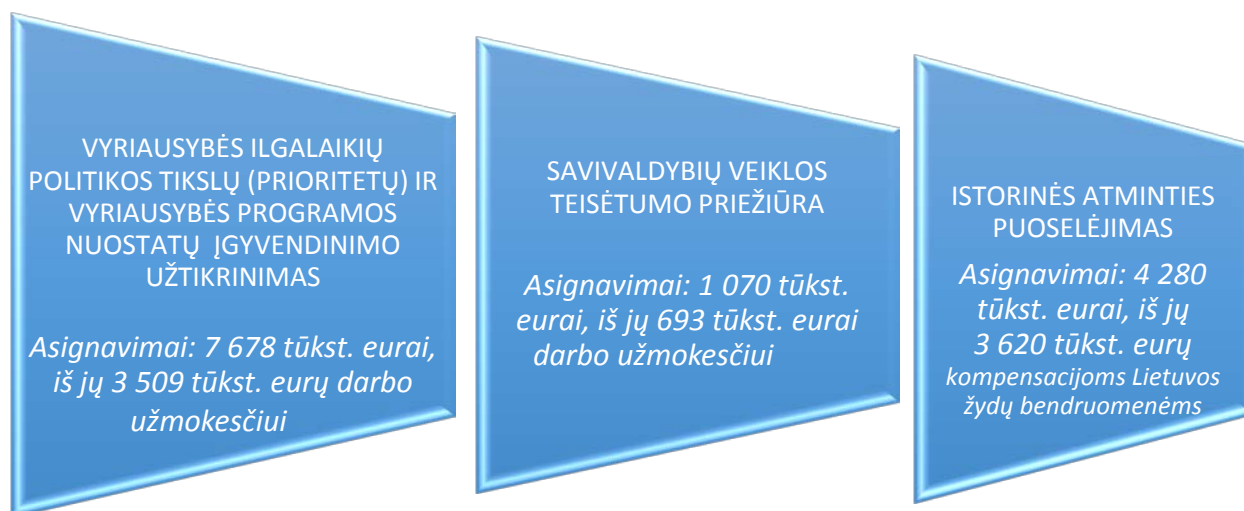 VYRIAUSYBĖS ILGALAIKIŲ
POLITIKOS TIKSLŲ (PRIORITETŲ) IR
VYRIAUSYBĖS PROGRAMOS
NUOSTATŲ ĮGYVENDINIMO
UŽTIKRINIMAS
Asignavimai: 7 678 tūkst. eurai,
iš jų 3 509 tūkst. eurų darbo
užmokesčiui
SAVIVALDYBIŲ VEIKLOS
TEISĖTUMO PRIEŽIŪRA
Asignavimai: 1 070 tūkst.
eurai, iš jų 693 tūkst. eurai
darbo užmokesčiui
ISTORINĖS ATMINTIES
PUOSELĖJIMAS
Asignavimai: 4 280
tūkst. eurai, iš jų
3 620 tūkst. eurų
kompensacijoms Lietuvos
žydų bendruomenėms